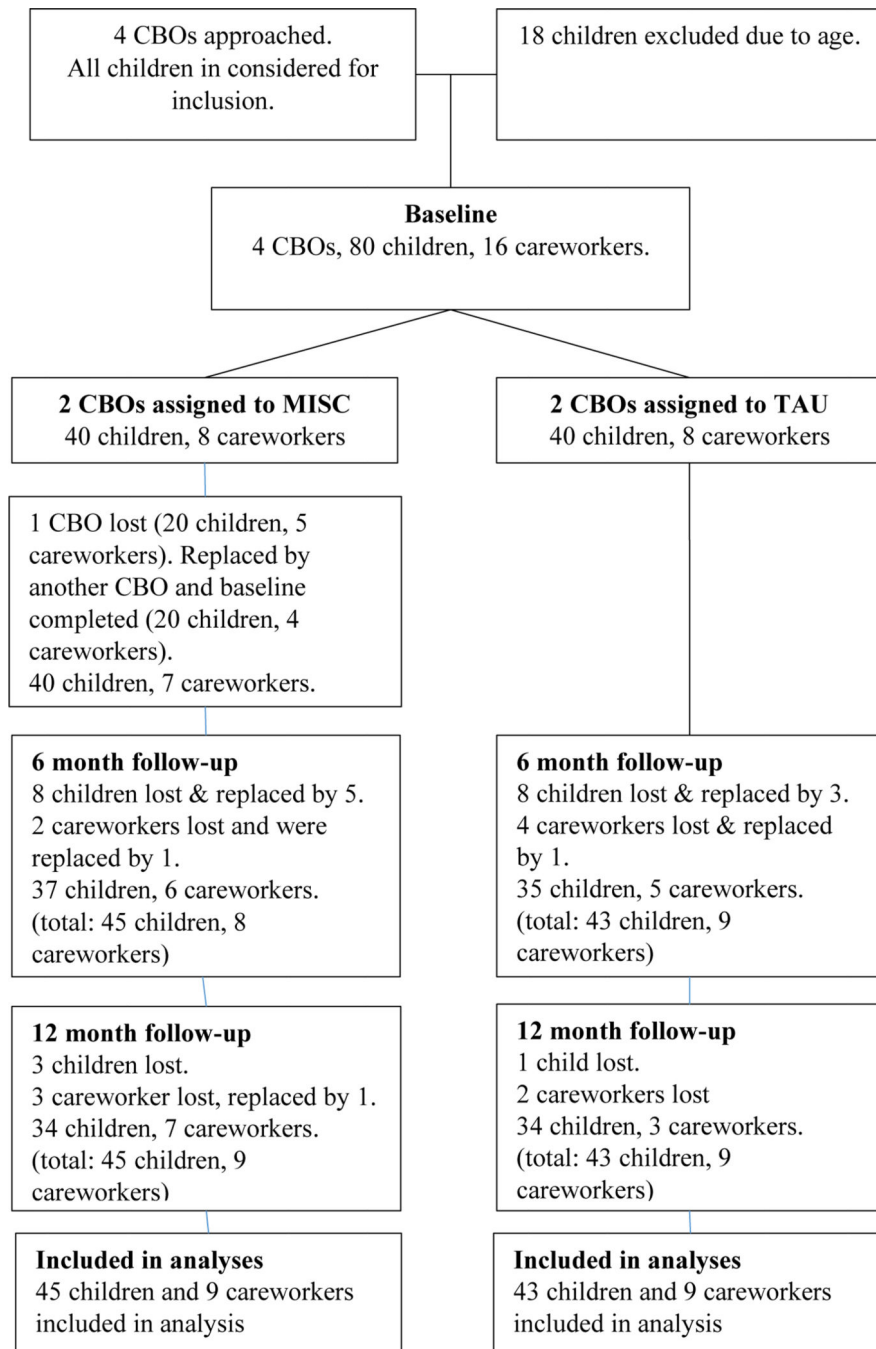 4 CBOs approached.
All children in considered for
inclusion.
18 children excluded due to age.
Baseline
4 CBOs, 80 children, 16 careworkers.
2 CBOs assigned to MISC
40 children, 8 careworkers
2 CBOs assigned to TAU
40 children, 8 careworkers
1 CBO lost (20 children, 5
careworkers). Replaced by
another CBO and baseline
completed (20 children, 4
careworkers).
40 children, 7 careworkers.
6 month follow-up
8 children lost & replaced by 5.
2 careworkers lost and were
replaced by 1.
37 children, 6 careworkers.
(total: 45 children, 8
careworkers)
6 month follow-up
8 children lost & replaced by 3.
4 careworkers lost & replaced
by 1.
35 children, 5 careworkers.
(total: 43 children, 9
careworkers)
12 month follow-up
3 children lost.
3 careworker lost, replaced by 1.
34 children, 7 careworkers.
(total: 45 children, 9
careworkers)
12 month follow-up
1 child lost.
2 careworkers lost
34 children, 3 careworkers.
(total: 43 children, 9
careworkers)
Included in analyses
45 children and 9 careworkers
included in analysis
Included in analyses
43 children and 9 careworkers
included in analysis